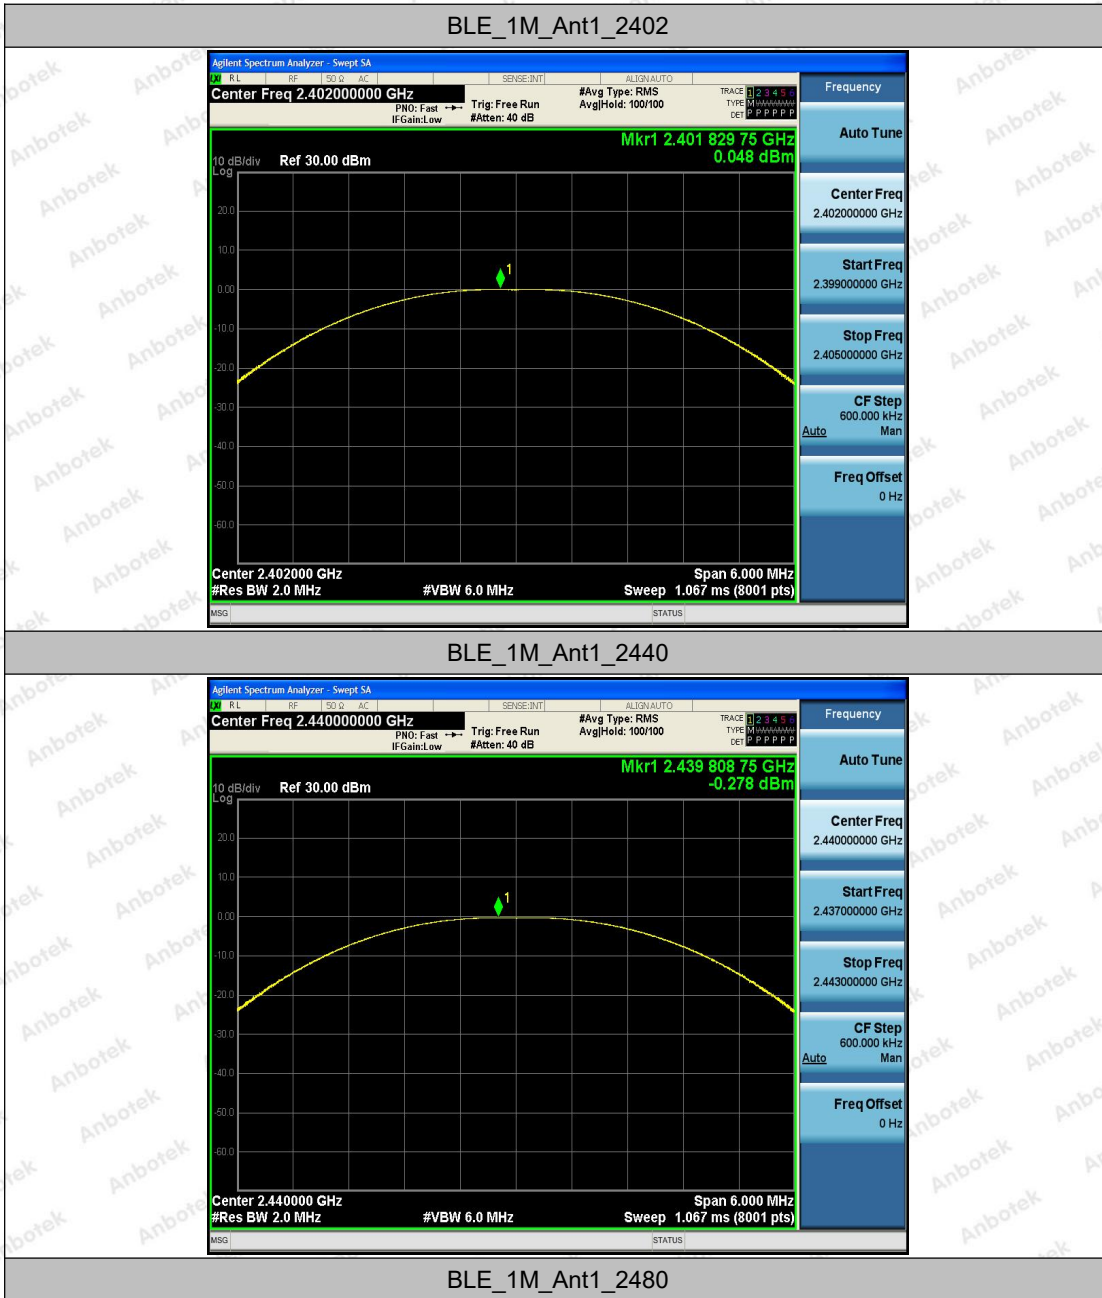 BLE_1M_Ant1_2402
Agilent Spectrum Analyzer - Swept SA
LXI RL RF 50 Ω AC SENSE:INT ALIGNAUTO
Center Freq 2.402000000 GHz
PNO: Fast
IFGain:Low
Trig: Free Run
#Atten: 40 dB
#Avg Type: RMS
Avg|Hold: 100/100
TRACE 1 2 3 4 5 6
TYPE M
DET P P P P P P
Mkr1 2.401 829 75 GHz
0.048 dBm
10 dB/div Ref 30.00 dBm
Log
20.0
10.0
0.00
-10.0
-20.0
-30.0
-40.0
-50.0
-60.0
1
Center 2.402000 GHz Span 6.000 MHz
#Res BW 2.0 MHz #VBW 6.0 MHz Sweep 1.067 ms (8001 pts)
MSG STATUS
Frequency
Auto Tune
Center Freq
2.402000000 GHz
Start Freq
2.399000000 GHz
Stop Freq
2.405000000 GHz
CF Step
600.000 kHz
Auto Man
Freq Offset
0 Hz
BLE_1M_Ant1_2440
Agilent Spectrum Analyzer - Swept SA
LXI RL RF 50 Ω AC SENSE:INT ALIGNAUTO
Center Freq 2.440000000 GHz
PNO: Fast
IFGain:Low
Trig: Free Run
#Atten: 40 dB
#Avg Type: RMS
Avg|Hold: 100/100
TRACE 1 2 3 4 5 6
TYPE M
DET P P P P P P
Mkr1 2.439 808 75 GHz
-0.278 dBm
10 dB/div Ref 30.00 dBm
Log
20.0
10.0
0.00
-10.0
-20.0
-30.0
-40.0
-50.0
-60.0
1
Center 2.440000 GHz Span 6.000 MHz
#Res BW 2.0 MHz #VBW 6.0 MHz Sweep 1.067 ms (8001 pts)
MSG STATUS
Frequency
Auto Tune
Center Freq
2.440000000 GHz
Start Freq
2.437000000 GHz
Stop Freq
2.443000000 GHz
CF Step
600.000 kHz
Auto Man
Freq Offset
0 Hz
BLE_1M_Ant1_2480
Anbotek